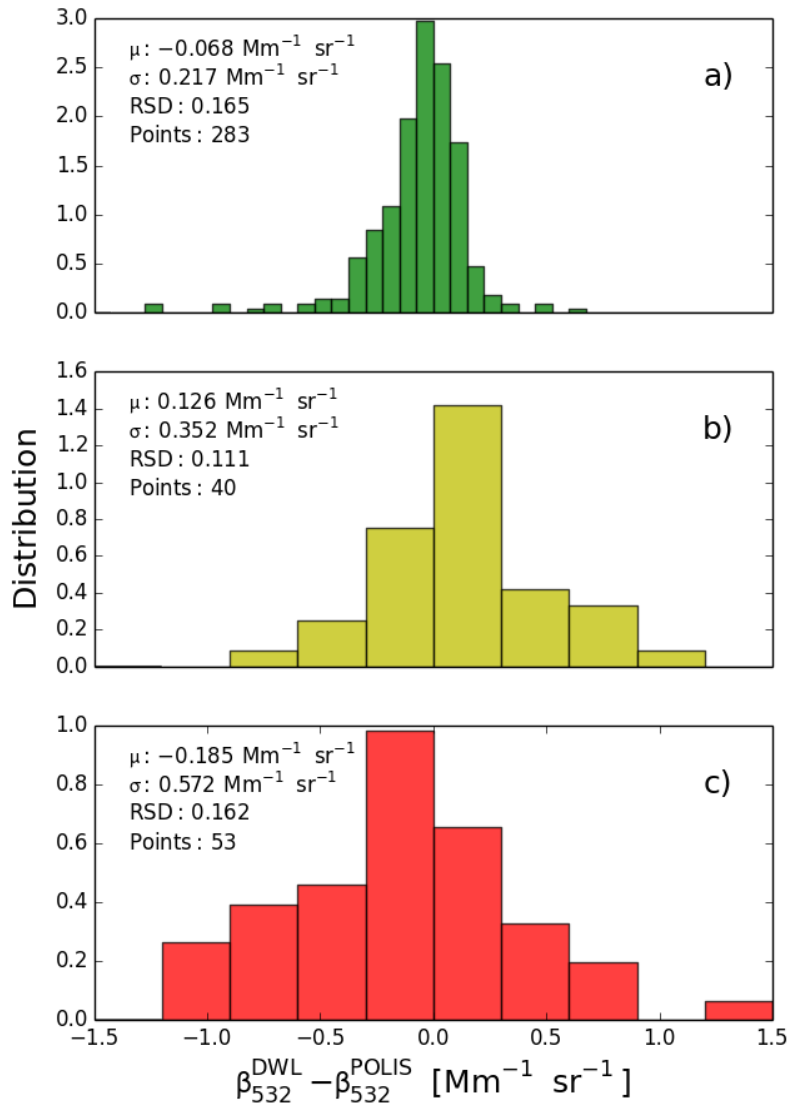 3.0
2.5
2.0
1.5
1.0
0.5
0.0
μ: −0.068 Mm⁻¹ sr⁻¹
σ: 0.217 Mm⁻¹ sr⁻¹
RSD: 0.165
Points: 283
a)
Distribution
1.6
1.4
1.2
1.0
0.8
0.6
0.4
0.2
0.0
μ: 0.126 Mm⁻¹ sr⁻¹
σ: 0.352 Mm⁻¹ sr⁻¹
RSD: 0.111
Points: 40
b)
1.0
0.8
0.6
0.4
0.2
0.0
μ: −0.185 Mm⁻¹ sr⁻¹
σ: 0.572 Mm⁻¹ sr⁻¹
RSD: 0.162
Points: 53
c)
−1.5 −1.0 −0.5 0.0 0.5 1.0 1.5
β₅₃₂ᴰᵂᴸ − β₅₃₂ᴾᴼᴸᴵˢ [Mm⁻¹ sr⁻¹]